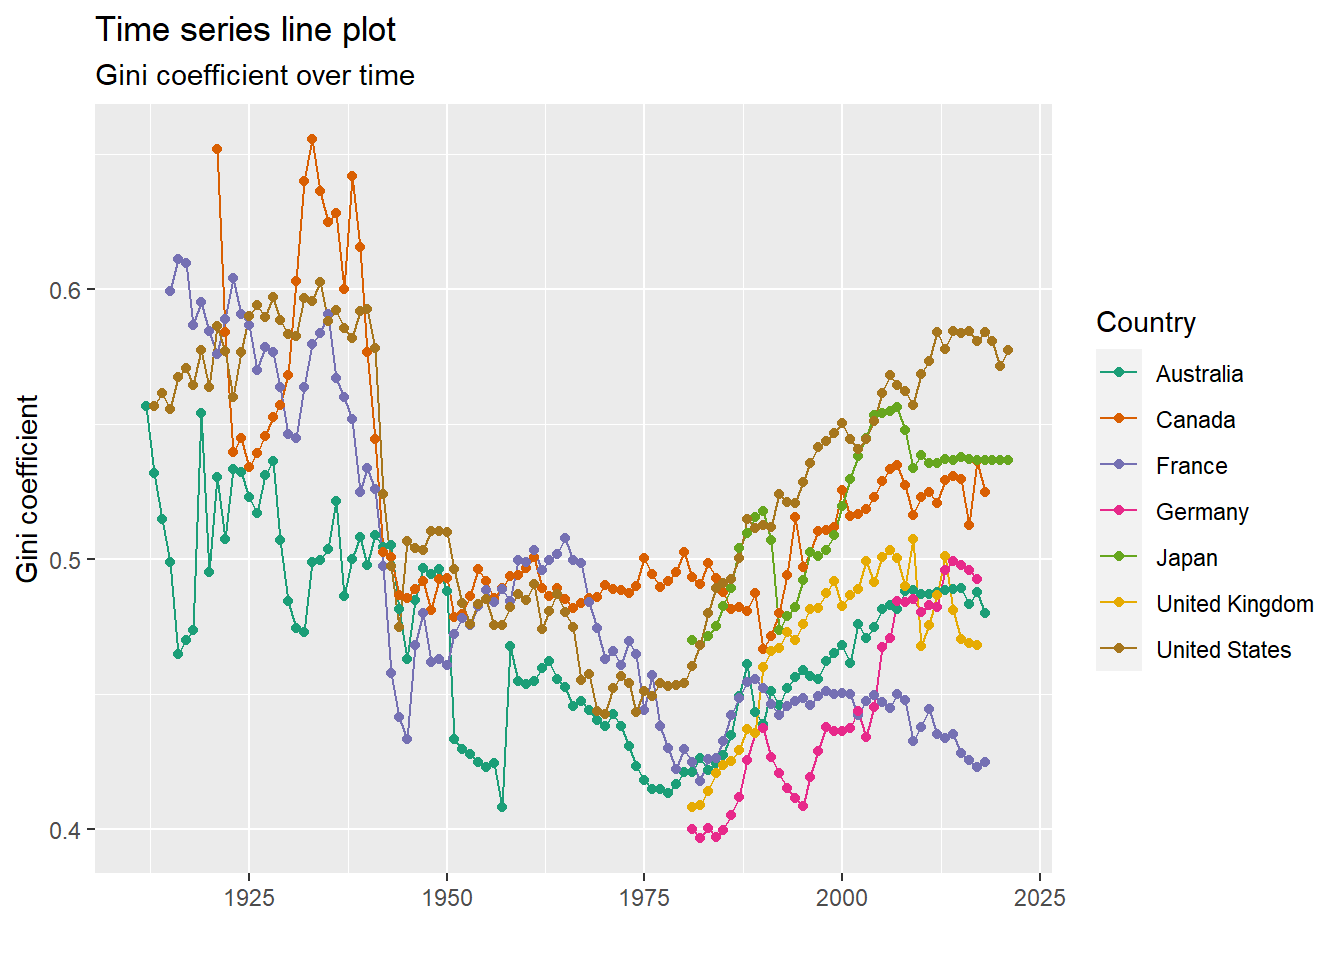 Time series line plot
Gini coefficient over time
Gini coefficient
0.6
0.5
0.4
1925
1950
1975
2000
2025
Country
Australia
Canada
France
Germany
Japan
United Kingdom
United States